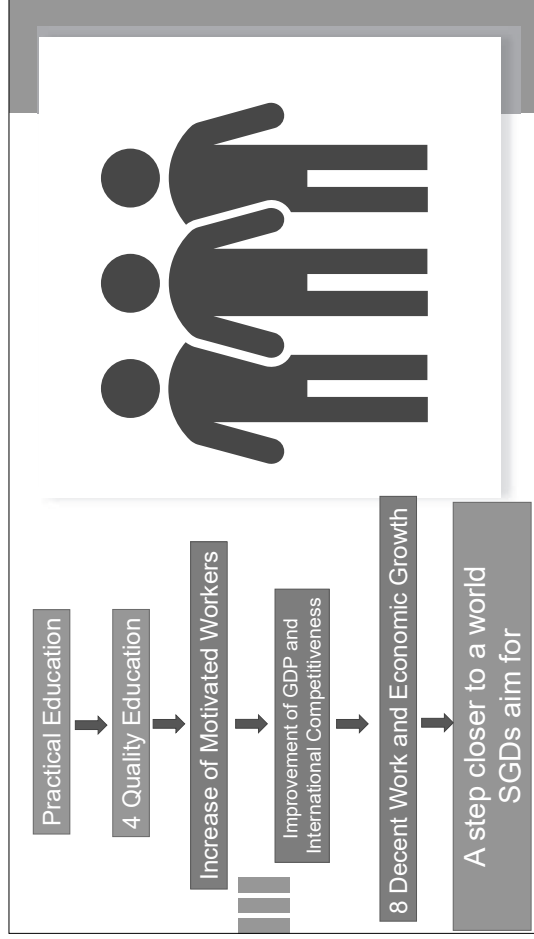 Practical Education
4 Quality Education
Increase of Motivated Workers
Improvement of GDP and
International Competitiveness
8 Decent Work and Economic Growth
A step closer to a world
SGDs aim for